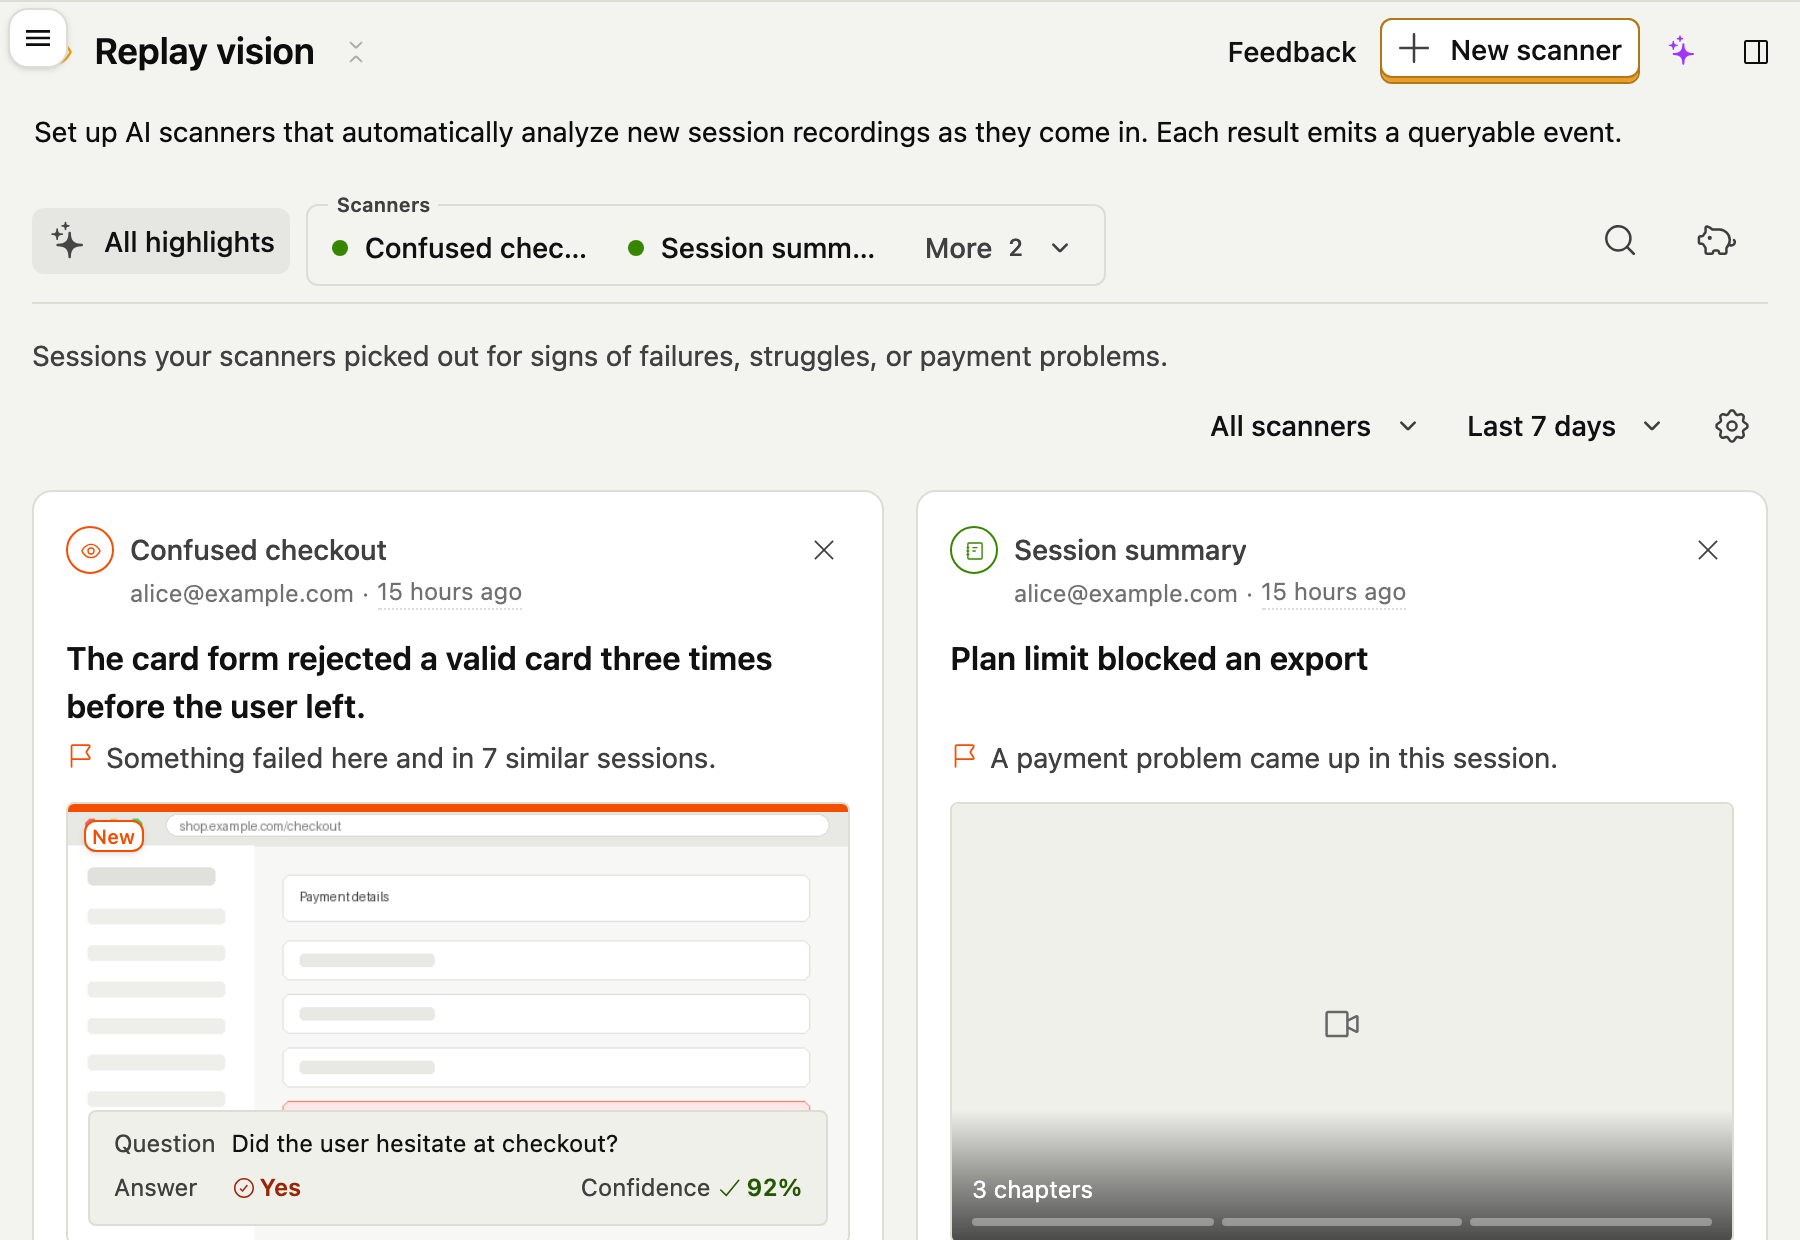 Replay vision
Feedback
New scanner
Set up AI scanners that automatically analyze new session recordings as they come in. Each result emits a queryable event.
All highlights
Scanners
Confused chec...
Session summ...
More 2
Sessions your scanners picked out for signs of failures, struggles, or payment problems.
All scanners
Last 7 days
Confused checkout
alice@example.com · 15 hours ago
The card form rejected a valid card three times
before the user left.
Something failed here and in 7 similar sessions.
New
shop.example.com/checkout
Payment details
Question Did the user hesitate at checkout?
Answer Yes
Confidence 92%
Session summary
alice@example.com · 15 hours ago
Plan limit blocked an export
A payment problem came up in this session.
3 chapters